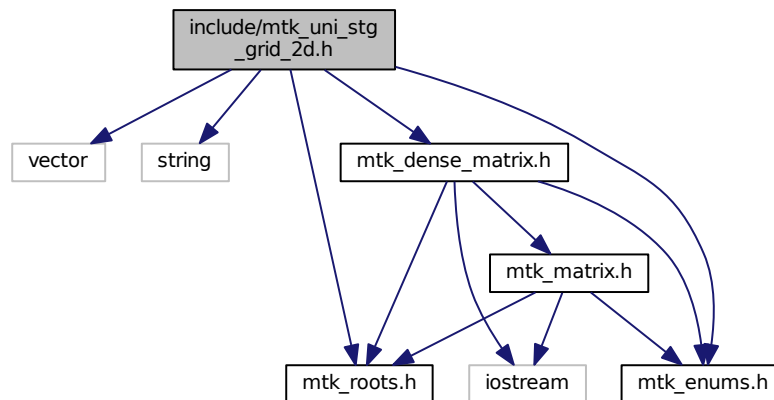 include/mtk_uni_stg
_grid_2d.h
vector
string
mtk_dense_matrix.h
mtk_matrix.h
mtk_roots.h
iostream
mtk_enums.h